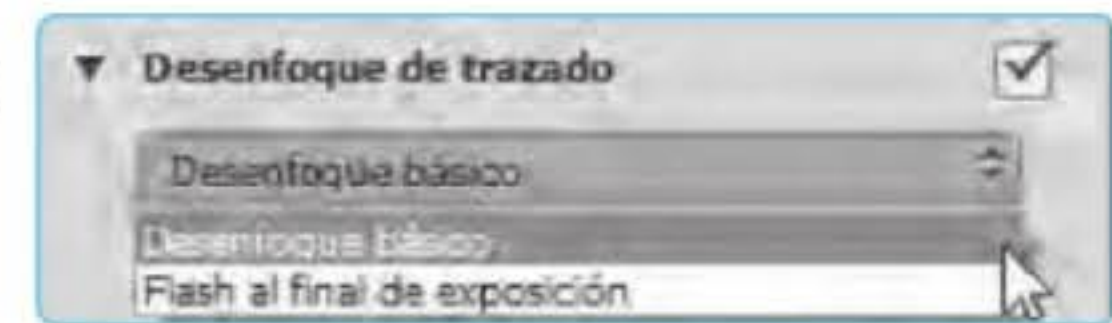 Desenfoque de trazado
Desenfoque básico
Desenfoque básico
Flash al final de exposición